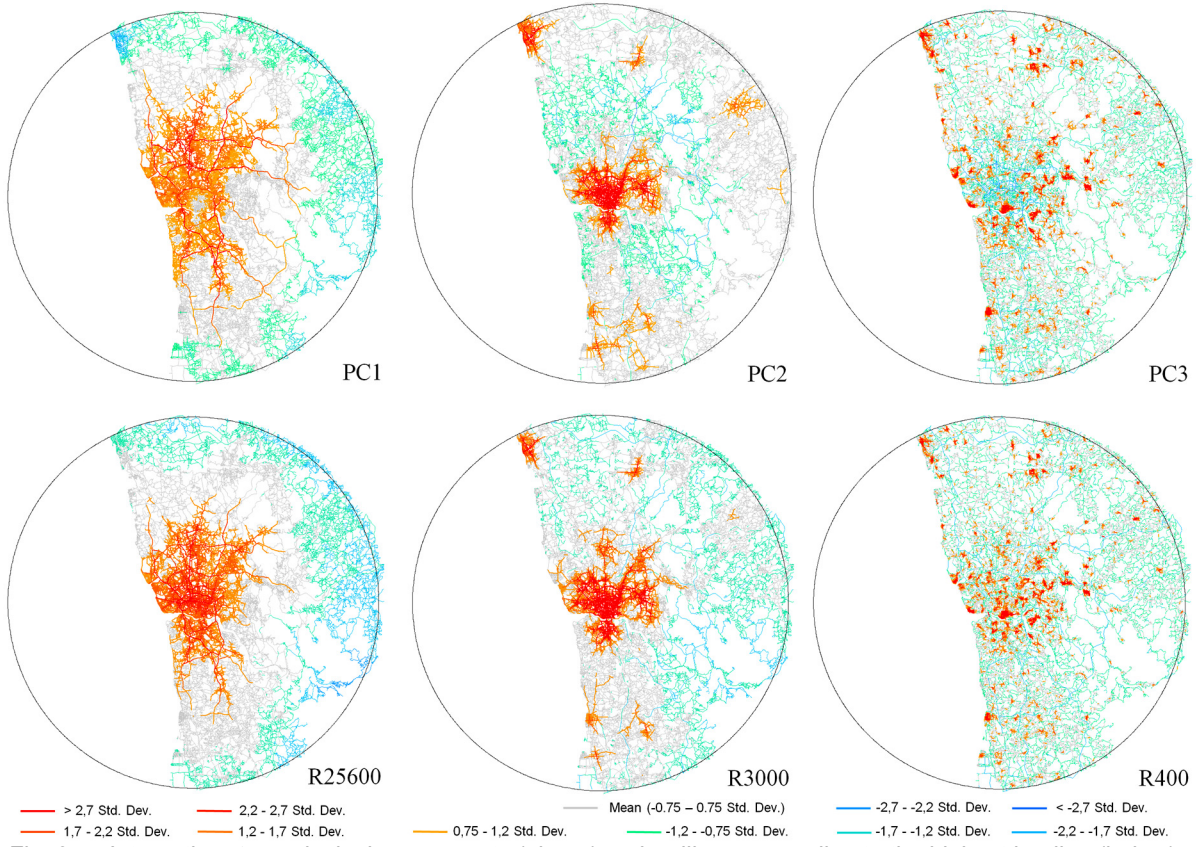 PC1
PC2
PC3
R25600
R3000
R400
> 2,7 Std. Dev.
2,2 - 2,7 Std. Dev.
Mean (-0.75 – 0.75 Std. Dev.)
-2,7 - -2,2 Std. Dev.
< -2,7 Std. Dev.
1,7 - 2,2 Std. Dev.
1,2 - 1,7 Std. Dev.
0,75 - 1,2 Std. Dev.
-1,2 - -0,75 Std. Dev.
-1,7 - -1,2 Std. Dev.
-2,2 - -1,7 Std. Dev.